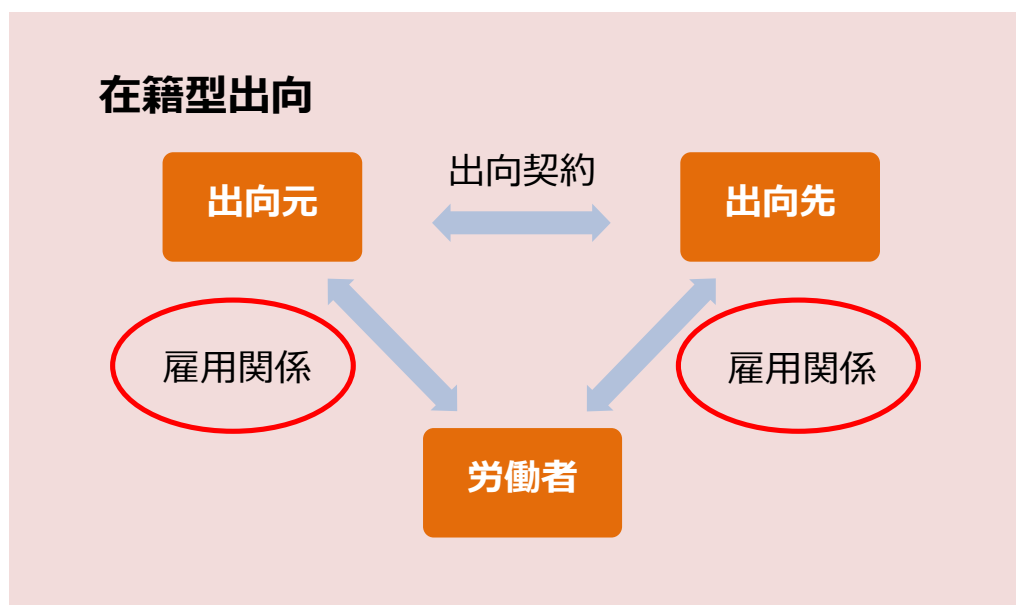 在籍型出向
出向契約
出向元
出向先
雇用関係
雇用関係
労働者